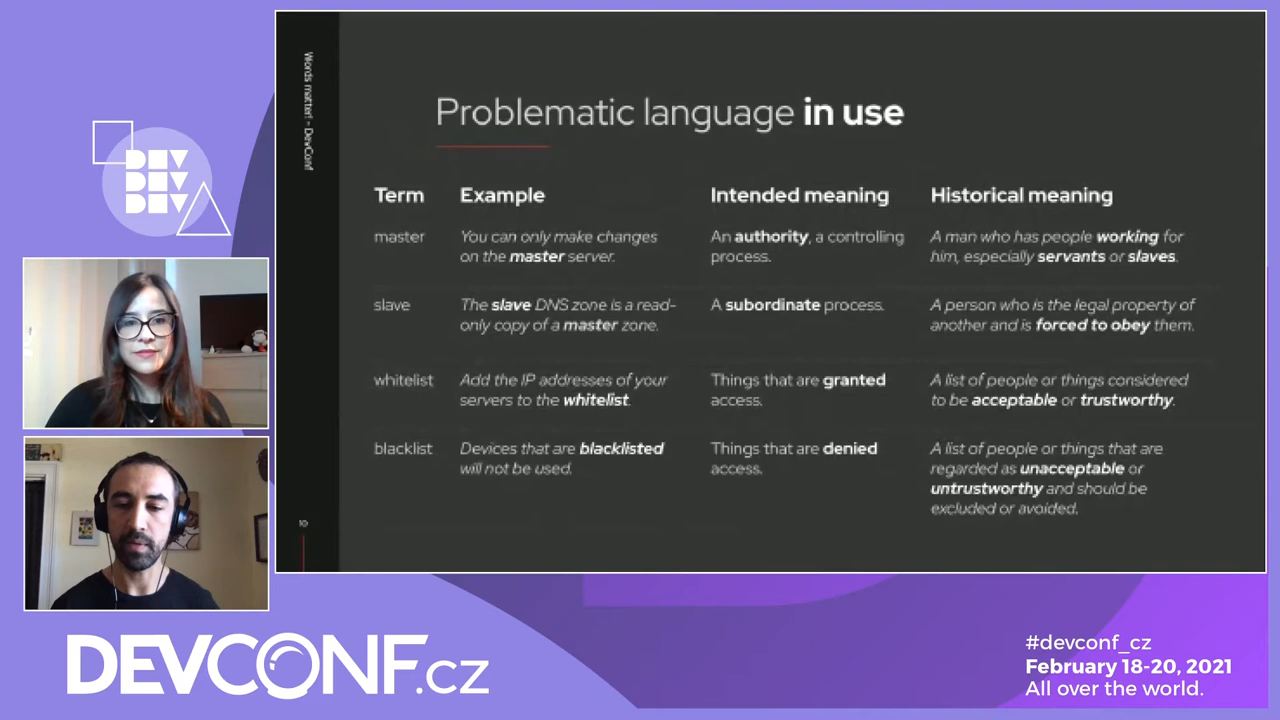 Words matter! - DevConf
Problematic language in use
Term Example Intended meaning Historical meaning
master You can only make changes An authority, a controlling A man who has people working for
on the master server. process. him, especially servants or slaves.
slave The slave DNS zone is a read- A subordinate process. A person who is the legal property of
only copy of a master zone. another and is forced to obey them.
whitelist Add the IP addresses of your Things that are granted A list of people or things considered
servers to the whitelist. access. to be acceptable or trustworthy.
blacklist Devices that are blacklisted Things that are denied A list of people or things that are
will not be used. access. regarded as unacceptable or
untrustworthy and should be
excluded or avoided.
10
DEV
DEV
DEV
DEVCONF.cz
#devconf_cz
February 18-20, 2021
All over the world.